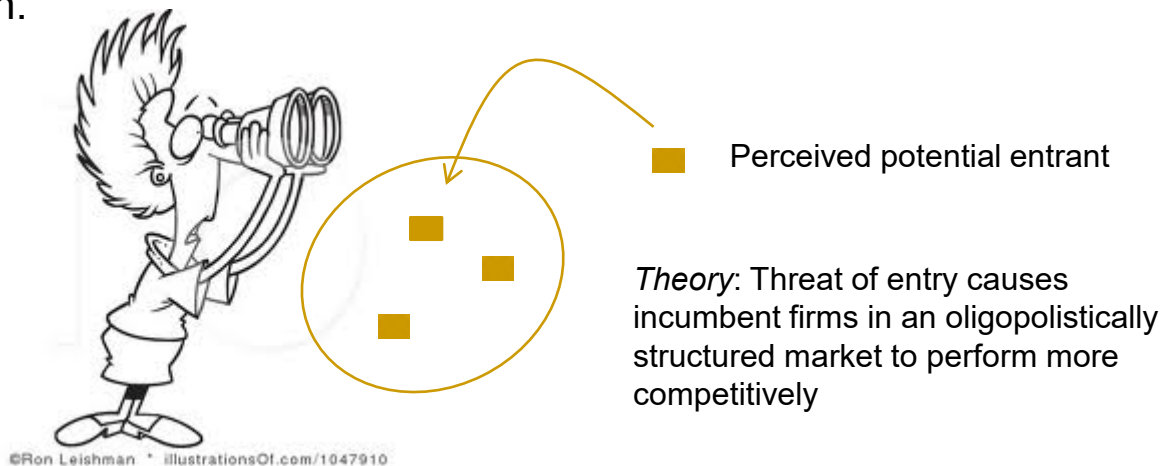 n.
Perceived potential entrant
Theory: Threat of entry causes
incumbent firms in an oligopolistically
structured market to perform more
competitively
©Ron Leishman * illustrationsOf.com/1047910